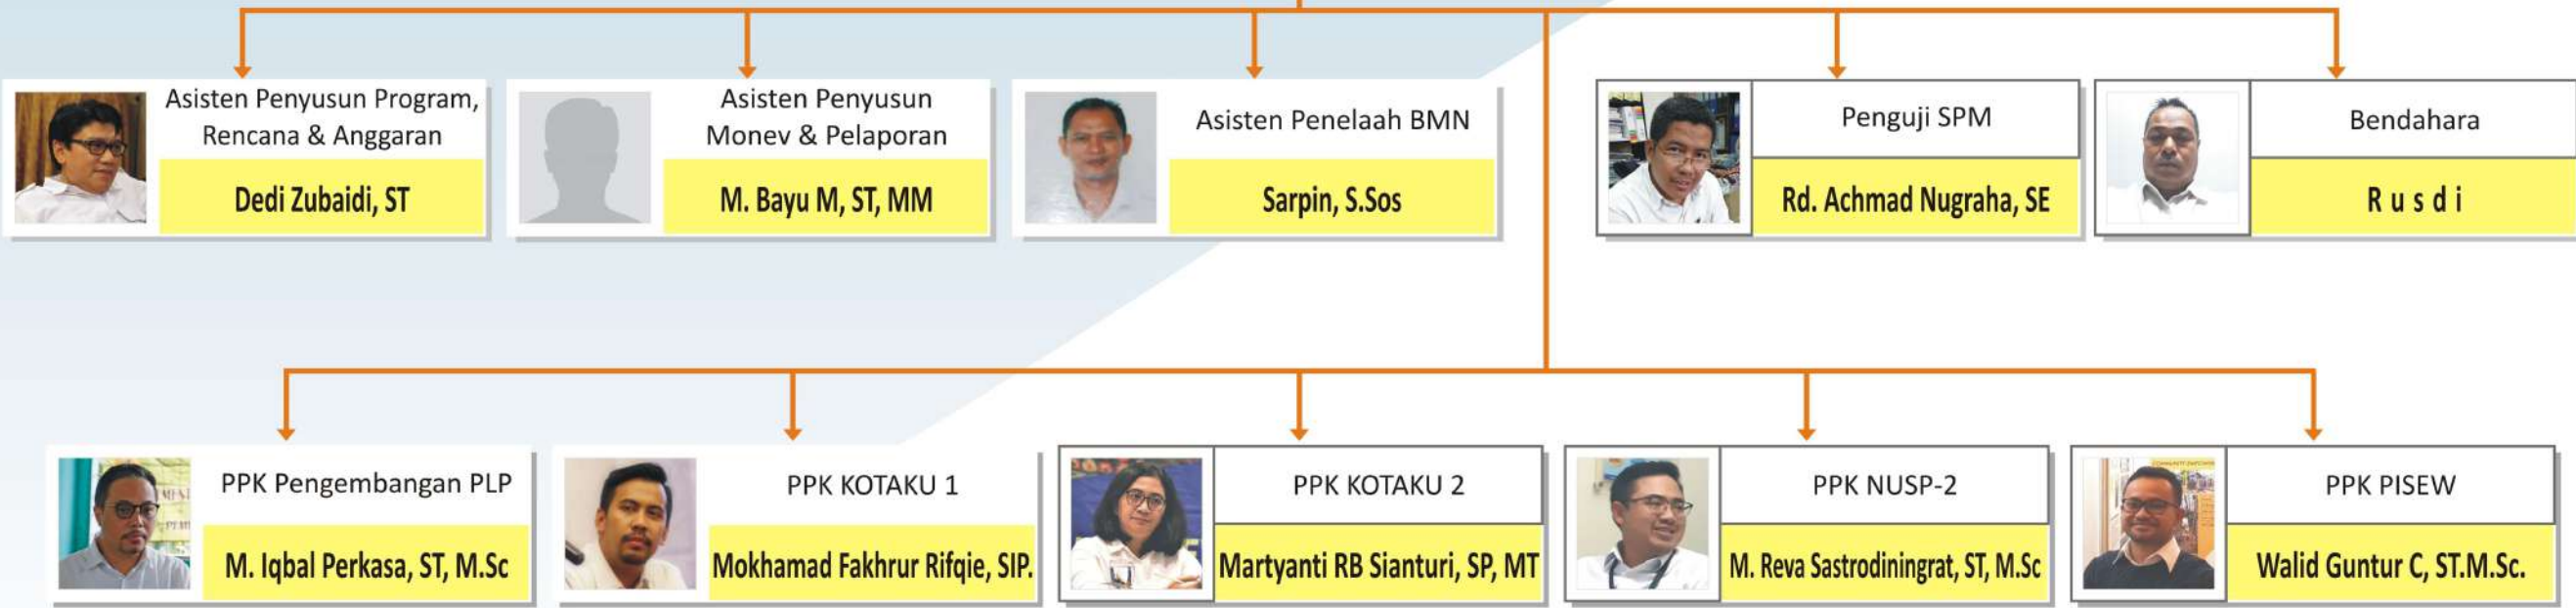 Asisten Penyusun Program,
Rencana & Anggaran
Dedi Zubaidi, ST
Asisten Penyusun
Monev & Pelaporan
M. Bayu M, ST, MM
Asisten Penelaah BMN
Sarpin, S.Sos
Penguji SPM
Rd. Achmad Nugraha, SE
Bendahara
R u s d i
PPK Pengembangan PLP
M. Iqbal Perkasa, ST, M.Sc
PPK KOTAKU 1
Mokhamad Fakhrur Rifqie, SIP.
PPK KOTAKU 2
Martyanti RB Sianturi, SP, MT
PPK NUSP-2
M. Reva Sastrodiningrat, ST, M.Sc
PPK PISEW
Walid Guntur C, ST.M.Sc.